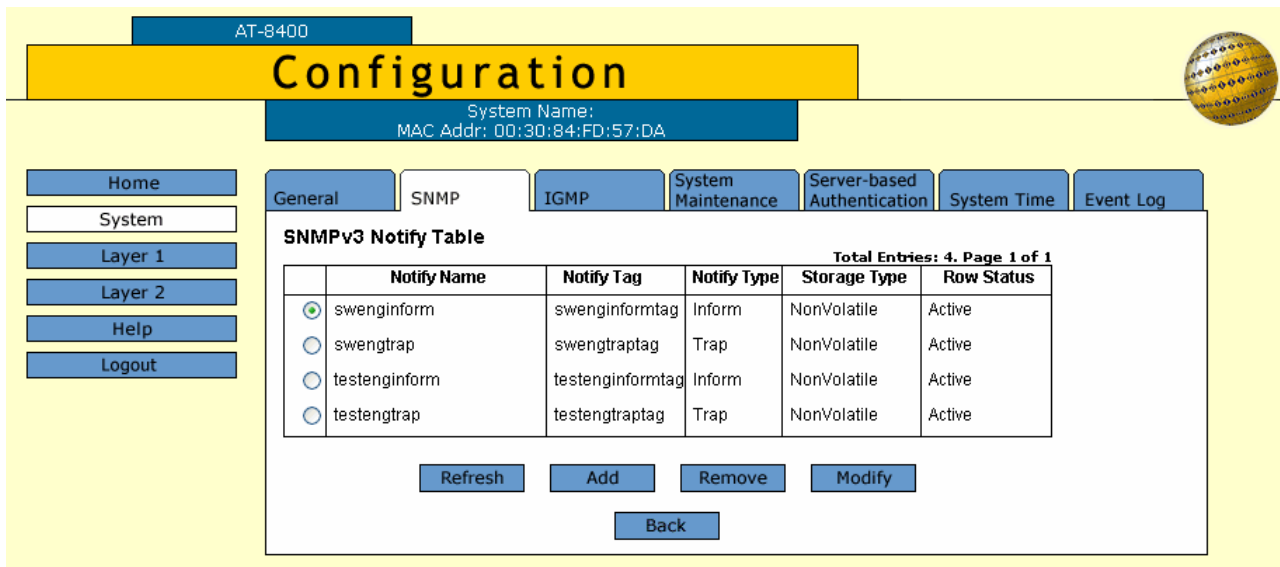 AT-8400
Configuration
System Name:
MAC Addr: 00:30:84:FD:57:DA
Home
System
Layer 1
Layer 2
Help
Logout
General SNMP IGMP System Maintenance Server-based Authentication System Time Event Log
SNMPv3 Notify Table
Total Entries: 4. Page 1 of 1
Notify Name Notify Tag Notify Type Storage Type Row Status
swenginform swenginformtag Inform NonVolatile Active
swengtrap swengtraptag Trap NonVolatile Active
testenginform testenginformtag Inform NonVolatile Active
testengtrap testengtraptag Trap NonVolatile Active
Refresh Add Remove Modify
Back